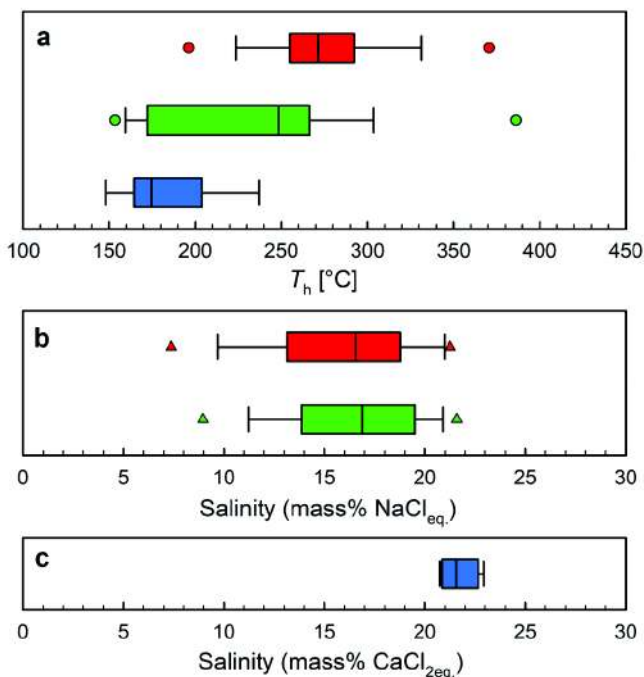 a
100 150 200 250 300 350 400 450
Th [°C]
b
0 5 10 15 20 25 30
Salinity (mass% NaCleq.)
c
0 5 10 15 20 25 30
Salinity (mass% CaCl2eq.)